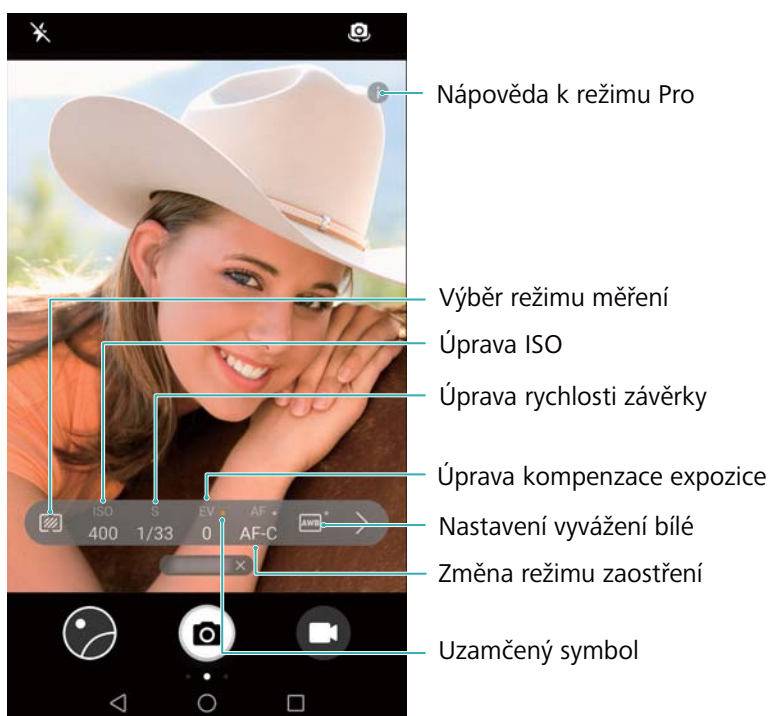 Nápověda k režimu Pro
Výběr režimu měření
Úprava ISO
Úprava rychlosti závěrky
Úprava kompenzace expozice
ISO S EV AF
400 1/33 0 AF-C AWB
Nastavení vyvážení bílé
Změna režimu zaostření
Uzamčený symbol